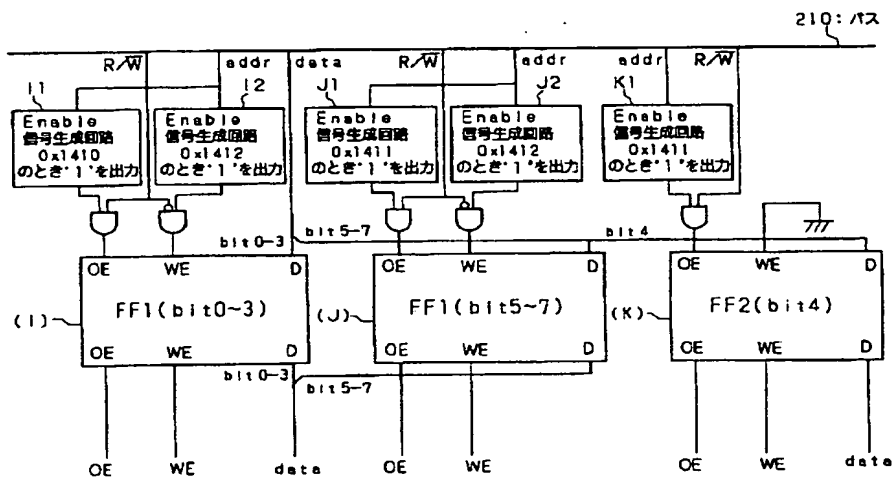 210: バス
R/W̅ addr data R/W̅ addr addr R/W̅
I1 I2 J1 J2 K1
Enable
信号生成回路
0x1410
のとき"1"を出力
Enable
信号生成回路
0x1412
のとき"1"を出力
Enable
信号生成回路
0x1411
のとき"1"を出力
Enable
信号生成回路
0x1412
のとき"1"を出力
Enable
信号生成回路
0x1411
のとき"1"を出力
bit0-3 bit5-7 bit4
OE WE D OE WE D OE WE D
(I) FF1(bit0~3) (J) FF1(bit5~7) (K) FF2(bit4)
OE WE D OE WE D OE WE D
bit0-3 bit5-7
OE WE data OE WE OE WE data